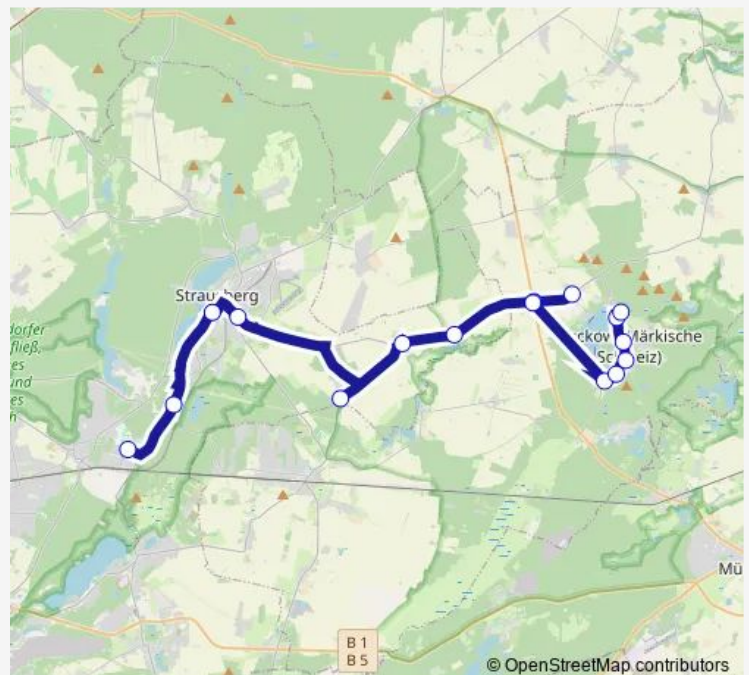 Strausberg
dorfer
fließ,
es
und
es
h
ckow (Märkische
Schweiz)
Mü
B 1
B 5
© OpenStreetMap contributors